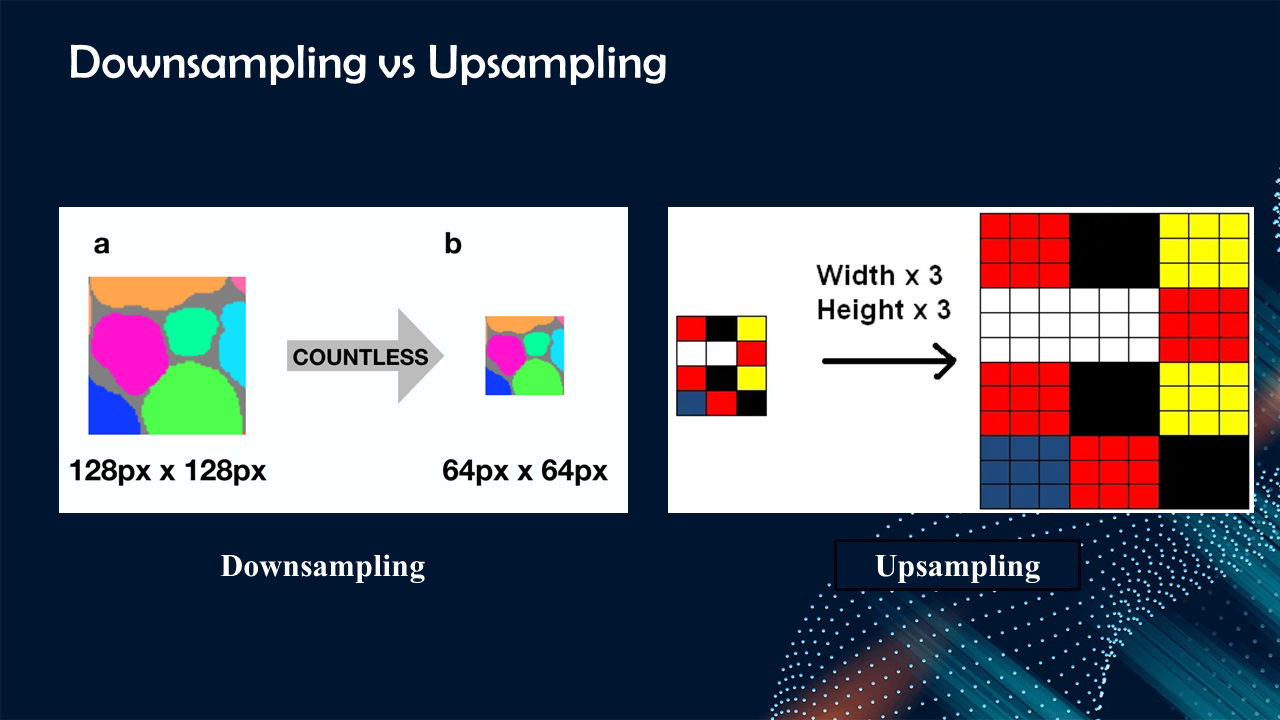 Downsampling vs Upsampling
a
b
COUNTLESS
128px x 128px
64px x 64px
Width x 3
Height x 3
Downsampling
Upsampling